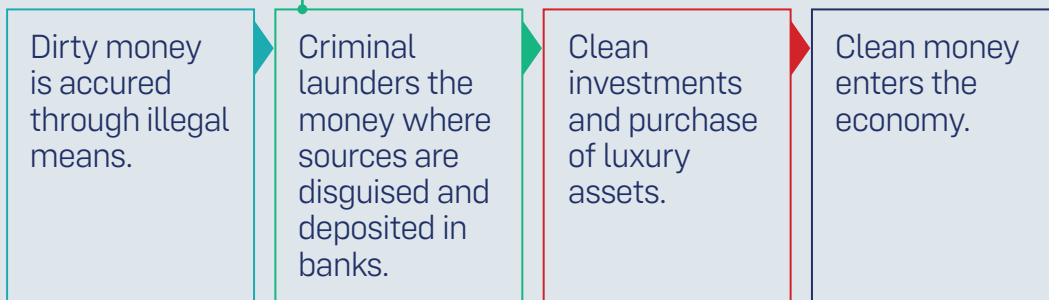 Dirty money
is accured
through illegal
means.
Criminal
launders the
money where
sources are
disguised and
deposited in
banks.
Clean
investments
and purchase
of luxury
assets.
Clean money
enters the
economy.